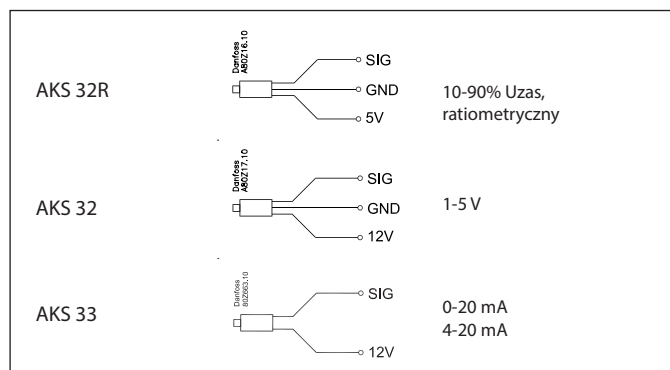 AKS 32R
Danfoss
A80Z16.10
SIG
GND
5V
10-90% Uzas,
ratiometryczny
AKS 32
Danfoss
A80Z17.10
SIG
GND
12V
1-5 V
AKS 33
Danfoss
80Z663.10
SIG
12V
0-20 mA
4-20 mA